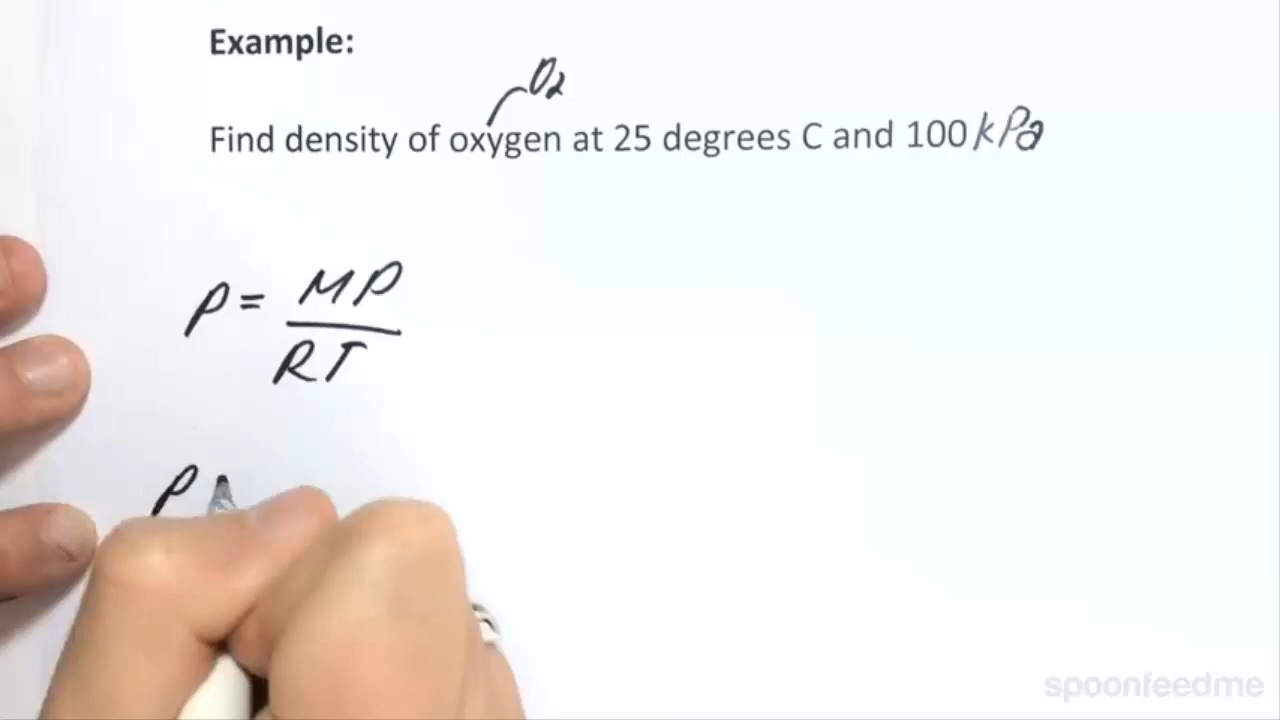 Example:
O2
Find density of oxygen at 25 degrees C and 100 kPa
ρ = MP
RT
ρ
spoonfeedme